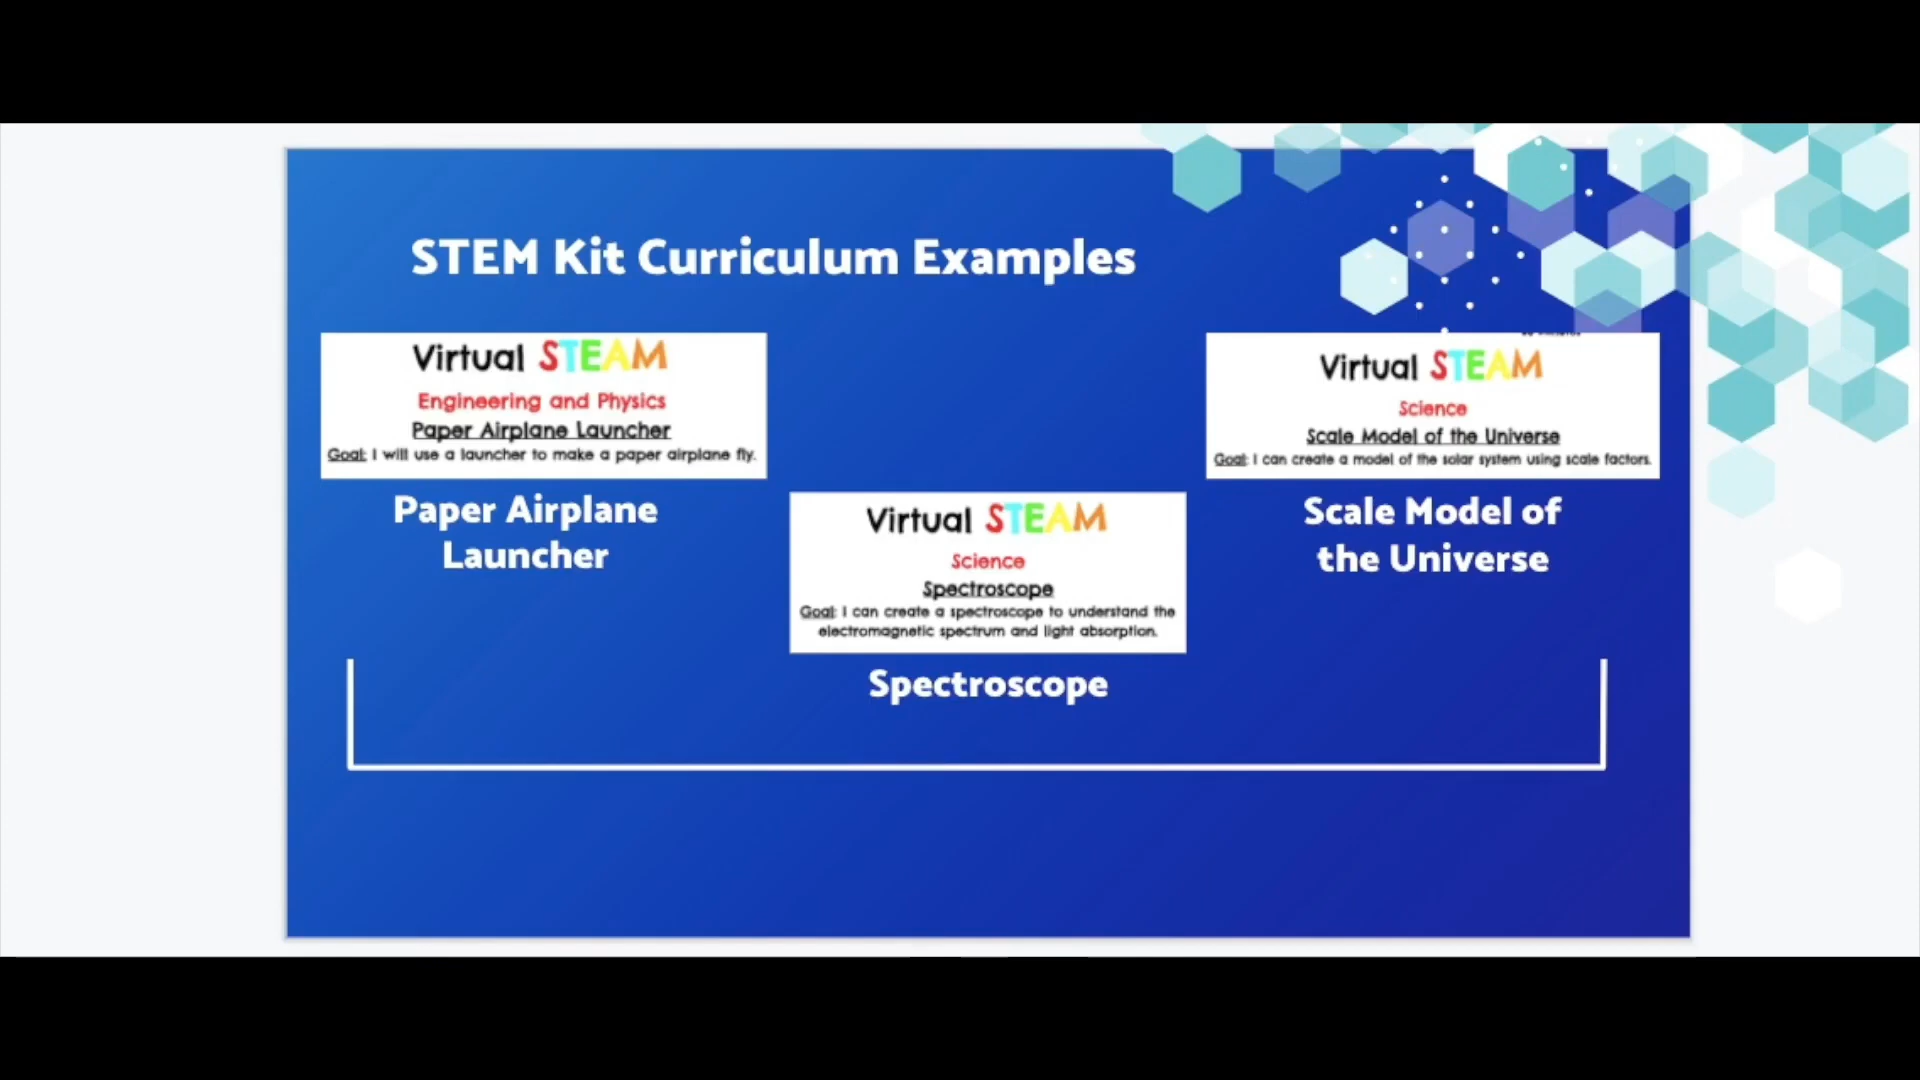 STEM Kit Curriculum Examples
Virtual STEAM
Engineering and Physics
Paper Airplane Launcher
Goal: I will use a launcher to make a paper airplane fly.
Paper Airplane
Launcher
Virtual STEAM
Science
Spectroscope
Goal: I can create a spectroscope to understand the
electromagnetic spectrum and light absorption.
Spectroscope
Virtual STEAM
Science
Scale Model of the Universe
Goal: I can create a model of the solar system using scale factors.
Scale Model of
the Universe